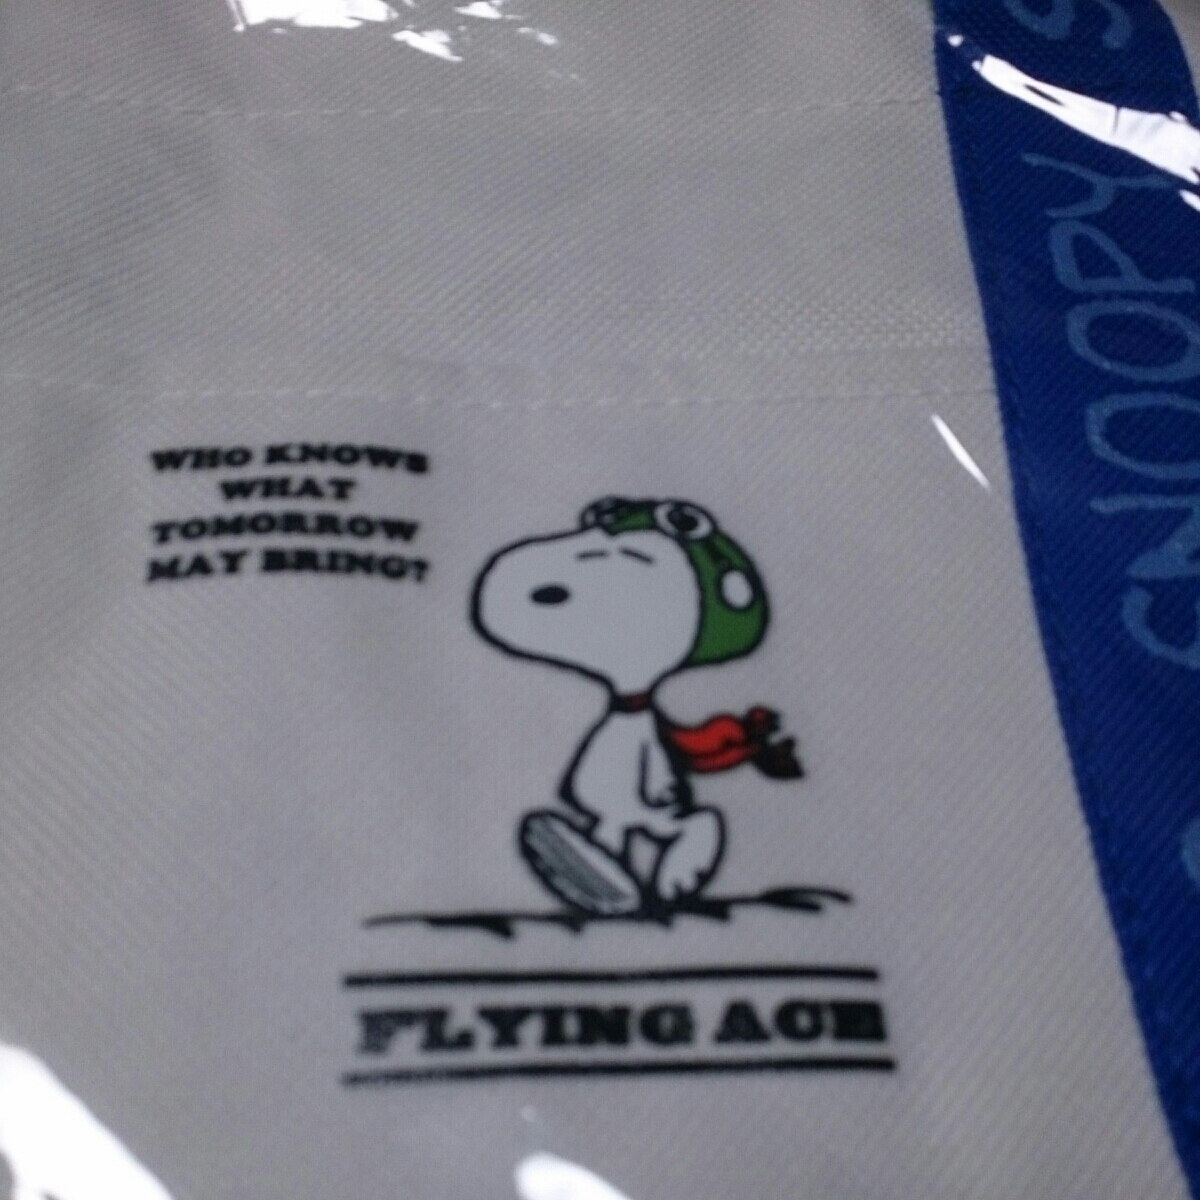 WHO KNOWS
WHAT
TOMORROW
MAY BRING?
FLYING ACE
SNOOPY S